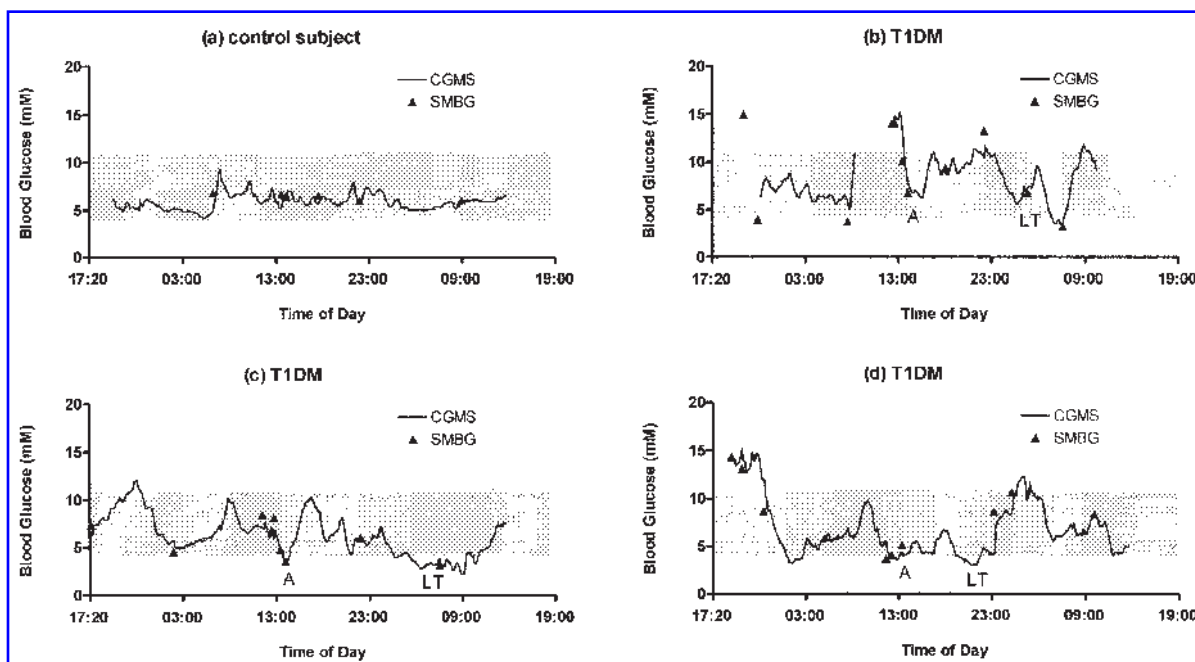 (a) control subject
20
15
10
5
0
Blood Glucose (mM)
CGMS
SMBG
17:20 03:00 13:00 23:00 09:00 19:00
Time of Day
(b) T1DM
20
15
10
5
0
Blood Glucose (mM)
CGMS
SMBG
A
LT
17:20 03:00 13:00 23:00 09:00 19:00
Time of Day
(c) T1DM
20
15
10
5
0
Blood Glucose (mM)
CGMS
SMBG
A
LT
17:20 03:00 13:00 23:00 09:00 19:00
Time of Day
(d) T1DM
20
15
10
5
0
Blood Glucose (mM)
CGMS
SMBG
A
LT
17:20 03:00 13:00 23:00 09:00 19:00
Time of Day